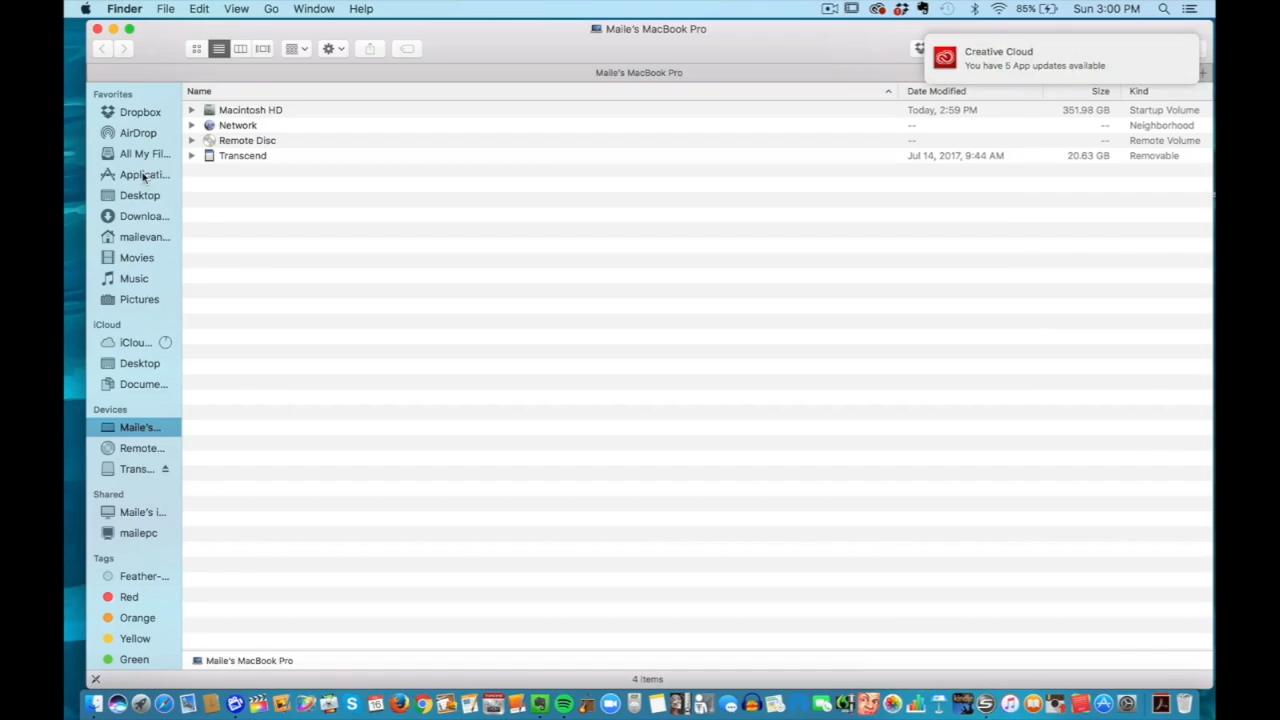 Finder File Edit View Go Window Help 85% Sun 3:00 PM
Maile's MacBook Pro
Creative Cloud
You have 5 App updates available
Maile's MacBook Pro
Favorites
Dropbox
AirDrop
All My Fil...
Applicati...
Desktop
Downloa...
mailevan...
Movies
Music
Pictures
iCloud
iClou...
Desktop
Docume...
Devices
Maile's...
Remote...
Trans...
Shared
Maile's i...
mailepc
Tags
Feather-...
Red
Orange
Yellow
Green
Name Date Modified Size Kind
Macintosh HD Today, 2:59 PM 351.98 GB Startup Volume
Network -- -- Neighborhood
Remote Disc -- -- Remote Volume
Transcend Jul 14, 2017, 9:44 AM 20.63 GB Removable
Maile's MacBook Pro
4 items
16